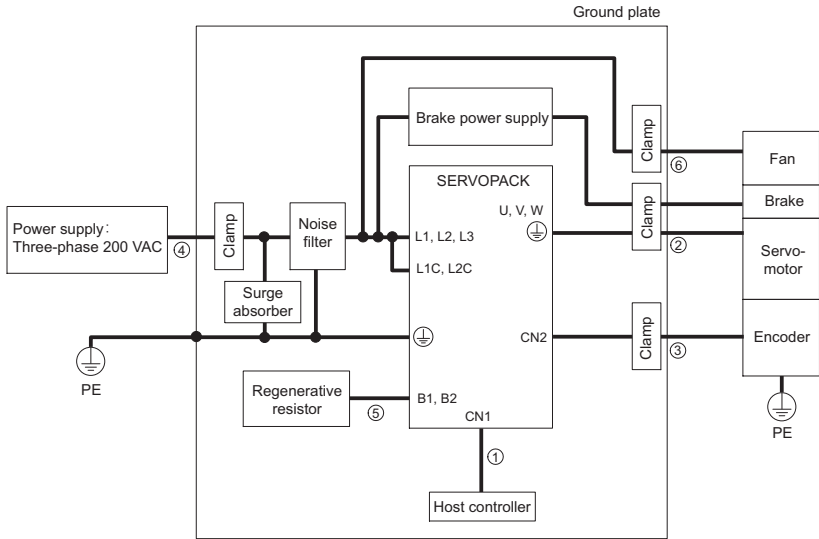 Ground plate
Brake power supply
Clamp
⑥
Fan
SERVOPACK
Brake
Power supply:
Three-phase 200 VAC
④
Clamp
Noise
filter
L1, L2, L3
U, V, W
Clamp
②
Servo-
motor
L1C, L2C
Surge
absorber
CN2
Clamp
③
Encoder
PE
Regenerative
resistor
⑤
B1, B2
CN1
PE
①
Host controller